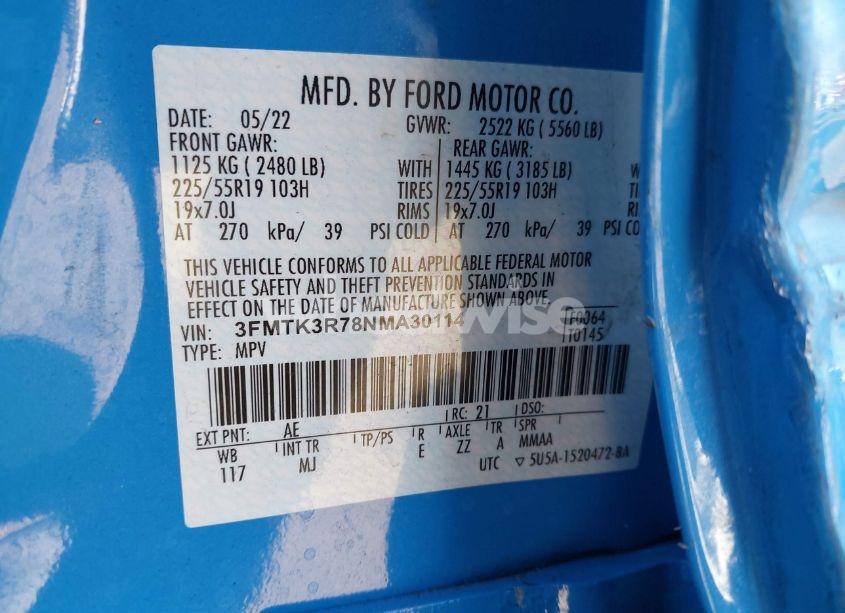 MFD. BY FORD MOTOR CO.
DATE: 05/22 GVWR: 2522 KG ( 5560 LB)
FRONT GAWR: REAR GAWR:
1125 KG ( 2480 LB) WITH 1445 KG ( 3185 LB)
225/55R19 103H TIRES 225/55R19 103H
19x7.0J RIMS 19x7.0J
AT 270 kPa/ 39 PSI COLD AT 270 kPa/ 39 PSI
THIS VEHICLE CONFORMS TO ALL APPLICABLE FEDERAL MOTOR
VEHICLE SAFETY AND THEFT PREVENTION STANDARDS IN
EFFECT ON THE DATE OF MANUFACTURE SHOWN ABOVE.
VIN: 3FMTK3R78NMA30114 1F0064
TYPE: MPV 1T0145
RC: 21 DSO:
EXT PNT: AE
WB INT TR TP/PS R AXLE TR SPR
117 MJ E ZZ A MMAA
UTC ▽ 5U5A-1520472-BA